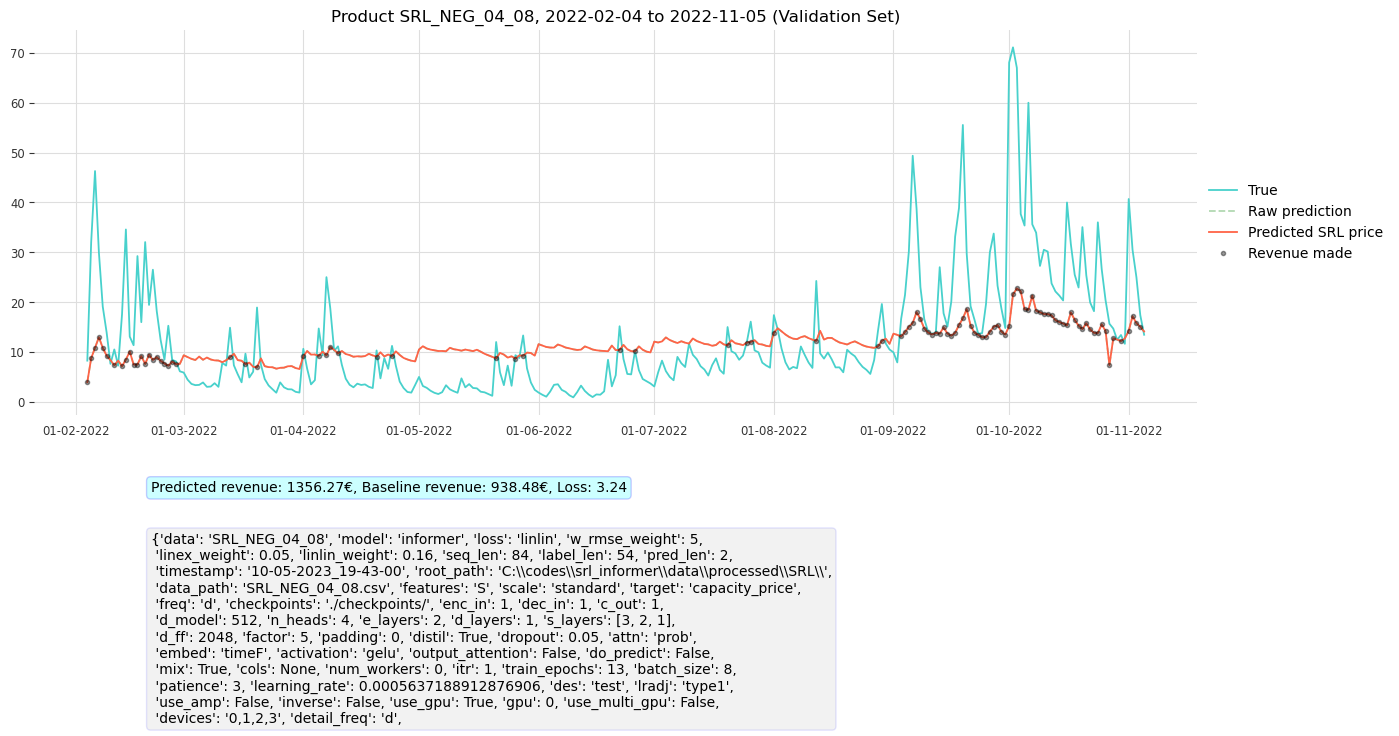 Product SRL_NEG_04_08, 2022-02-04 to 2022-11-05 (Validation Set)
70
60
50
40
30
20
10
0
01-02-2022 01-03-2022 01-04-2022 01-05-2022 01-06-2022 01-07-2022 01-08-2022 01-09-2022 01-10-2022 01-11-2022
True
Raw prediction
Predicted SRL price
Revenue made
Predicted revenue: 1356.27€, Baseline revenue: 938.48€, Loss: 3.24
{'data': 'SRL_NEG_04_08', 'model': 'informer', 'loss': 'linlin', 'w_rmse_weight': 5,
'linex_weight': 0.05, 'linlin_weight': 0.16, 'seq_len': 84, 'label_len': 54, 'pred_len': 2,
'timestamp': '10-05-2023_19-43-00', 'root_path': 'C:\\codes\\srl_informer\\data\\processed\\SRL\\',
'data_path': 'SRL_NEG_04_08.csv', 'features': 'S', 'scale': 'standard', 'target': 'capacity_price',
'freq': 'd', 'checkpoints': './checkpoints/', 'enc_in': 1, 'dec_in': 1, 'c_out': 1,
'd_model': 512, 'n_heads': 4, 'e_layers': 2, 'd_layers': 1, 's_layers': [3, 2, 1],
'd_ff': 2048, 'factor': 5, 'padding': 0, 'distil': True, 'dropout': 0.05, 'attn': 'prob',
'embed': 'timeF', 'activation': 'gelu', 'output_attention': False, 'do_predict': False,
'mix': True, 'cols': None, 'num_workers': 0, 'itr': 1, 'train_epochs': 13, 'batch_size': 8,
'patience': 3, 'learning_rate': 0.0005637188912876906, 'des': 'test', 'lradj': 'type1',
'use_amp': False, 'inverse': False, 'use_gpu': True, 'gpu': 0, 'use_multi_gpu': False,
'devices': '0,1,2,3', 'detail_freq': 'd',